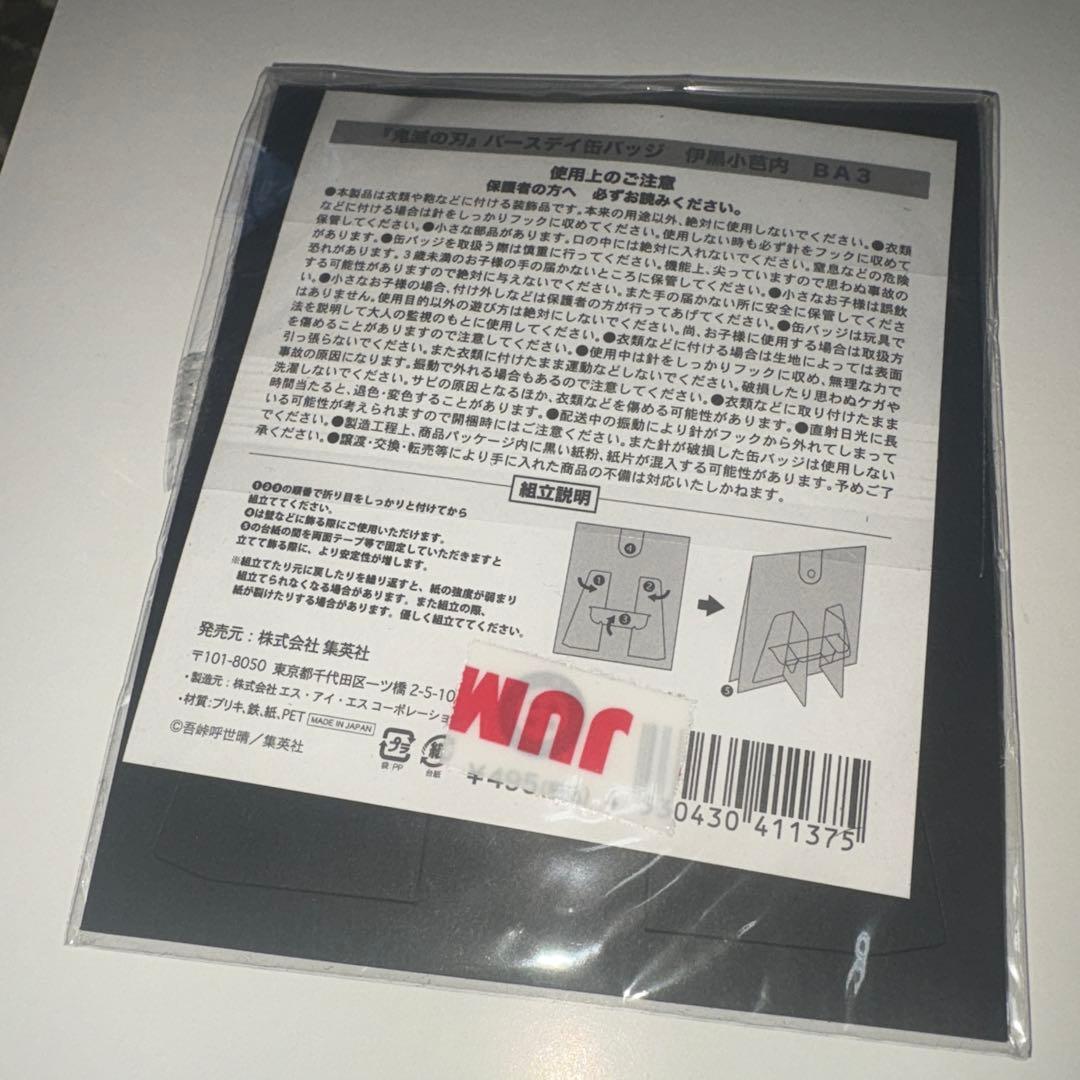 『鬼滅の刃』バースデイ缶バッジ 伊黒小芭内 BA3
使用上のご注意
保護者の方へ 必ずお読みください。
●本製品は衣類や鞄などに付ける装飾品です。本来の用途以外、絶対に使用しないでください。●衣類
などに付ける場合は針をしっかりフックに収めてください。使用しない時も必ず針をフックに収めて
保管してください。●小さな部品があります。口の中には絶対に入れないでください。窒息などの危険
があります。●缶バッジを取扱う際は慎重に行ってください。機能上、尖っていますので思わぬ事故の
恐れがあります。3歳未満のお子様の手の届かないところに保管してください。●小さなお子様は誤飲
する可能性がありますので絶対に与えないでください。また手の届かない所に安全に保管してくださ
い。●小さなお子様の場合、付け外しなどは保護者の方が行ってあげてください。●缶バッジは玩具で
はありません。使用目的以外の遊び方は絶対にしないでください。尚、お子様に使用する場合は取扱方
法を説明して大人の監視のもとに使用してください。●衣類などに付ける場合は生地によっては表面
を傷めることがありますので注意してください。●使用中は針をしっかりフックに収め、無理な力で
引っ張らないでください。また衣類に付けたまま運動などしないでください。破損したり思わぬケガや
事故の原因になります。振動で外れる場合もあるので注意してください。●衣類などに取り付けたまま
洗濯しないでください。サビの原因となるほか、衣類などを傷める可能性があります。●直射日光に長
時間当たると、退色・変色することがあります。●配送中の振動により針がフックから外れてしまって
いる可能性が考えられますので開梱時にはご注意ください。また針が破損した缶バッジは使用しない
でください。●製造工程上、商品パッケージ内に黒い紙粉、紙片が混入する可能性があります。予めご了
承ください。●譲渡・交換・転売等により手に入れた商品の不備は対応いたしかねます。
組立説明
❶❷❸の順番で折り目をしっかりと付けてから
組立ててください。
❹は壁などに飾る際にご使用いただけます。
❺の台紙の間を両面テープ等で固定していただきますと
立てて飾る際に、より安定性が増します。
※組立てたり元に戻したりを繰り返すと、紙の強度が弱まり
組立てられなくなる場合があります。また組立の際、
紙が裂けたりする場合があります。優しく組立ててください。
❹
❶ ❷
❸
❺
発売元：株式会社 集英社
〒101-8050 東京都千代田区一ツ橋 2-5-10
・製造元：株式会社 エス・アイ・エス コーポレーショ
・材質：ブリキ、鉄、紙、PET MADE IN JAPAN
©吾峠呼世晴／集英社
プラ
袋 PP
紙
台紙
JUM
¥495
0430 411375